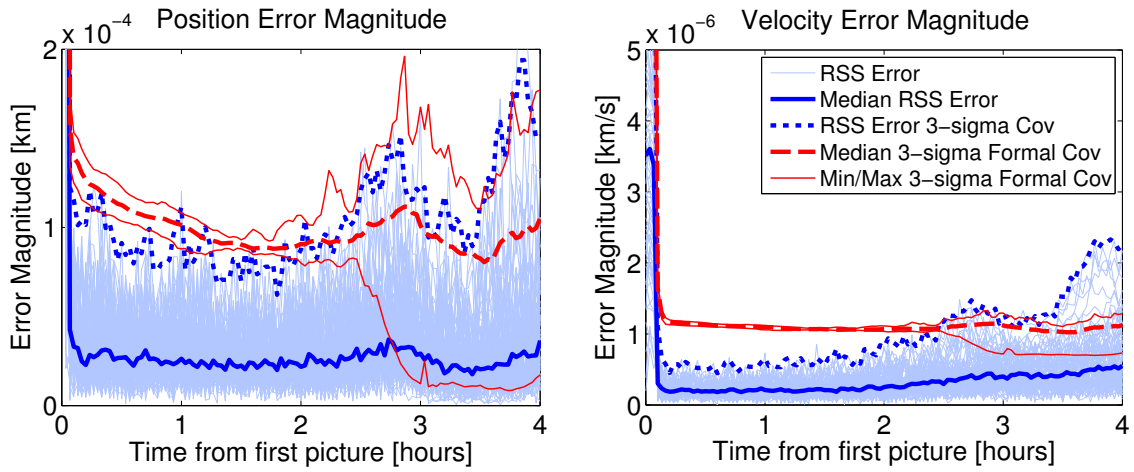 Position Error Magnitude
x 10⁻⁴
2
1
0
Error Magnitude [km]
0 1 2 3 4
Time from first picture [hours]
Velocity Error Magnitude
x 10⁻⁶
5
4
3
2
1
0
Error Magnitude [km/s]
0 1 2 3 4
Time from first picture [hours]
RSS Error
Median RSS Error
RSS Error 3−sigma Cov
Median 3−sigma Formal Cov
Min/Max 3−sigma Formal Cov